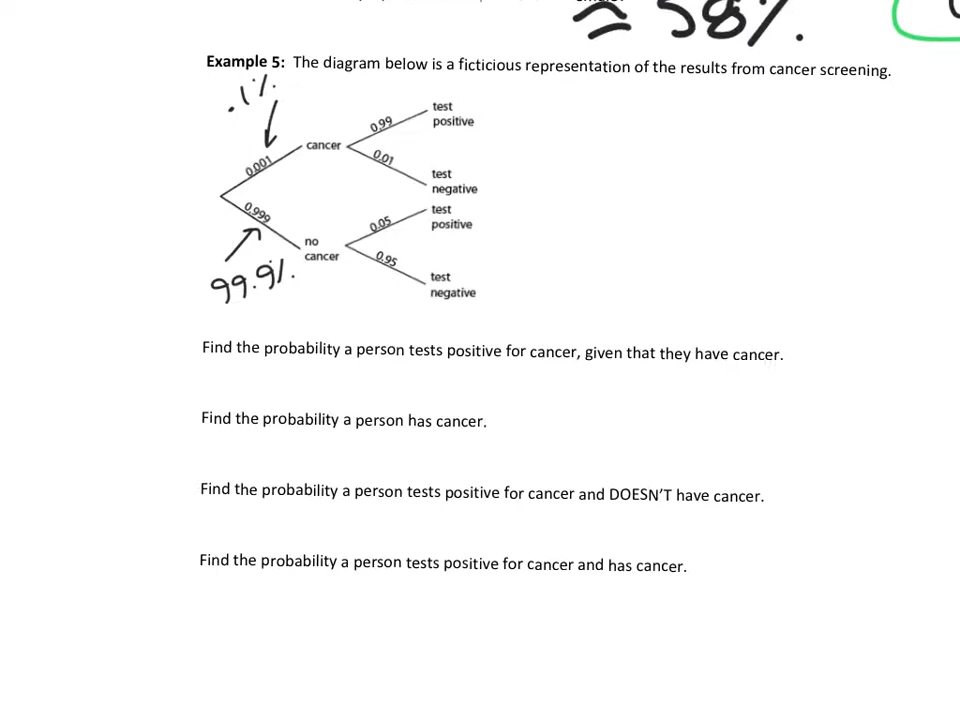 ≈ 58%.
Example 5: The diagram below is a ficticious representation of the results from cancer screening.
.1%
0.99
test
positive
cancer
0.001
0.01
test
negative
0.999
test
positive
0.05
no
cancer
0.95
99.9%.
test
negative
Find the probability a person tests positive for cancer, given that they have cancer.
Find the probability a person has cancer.
Find the probability a person tests positive for cancer and DOESN'T have cancer.
Find the probability a person tests positive for cancer and has cancer.